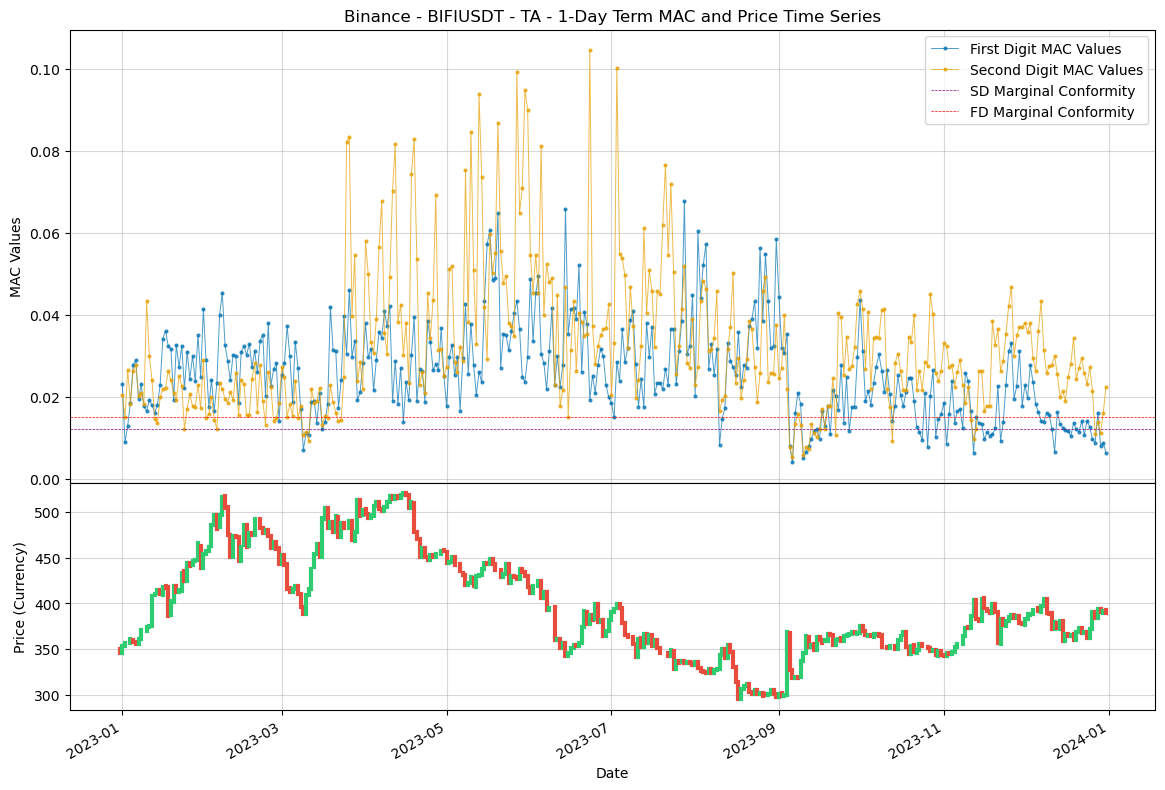 Binance - BIFIUSDT - TA - 1-Day Term MAC and Price Time Series
First Digit MAC Values
Second Digit MAC Values
SD Marginal Conformity
FD Marginal Conformity
MAC Values
0.10
0.08
0.06
0.04
0.02
0.00
Price (Currency)
500
450
400
350
300
2023-01
2023-03
2023-05
2023-07
2023-09
2023-11
2024-01
Date